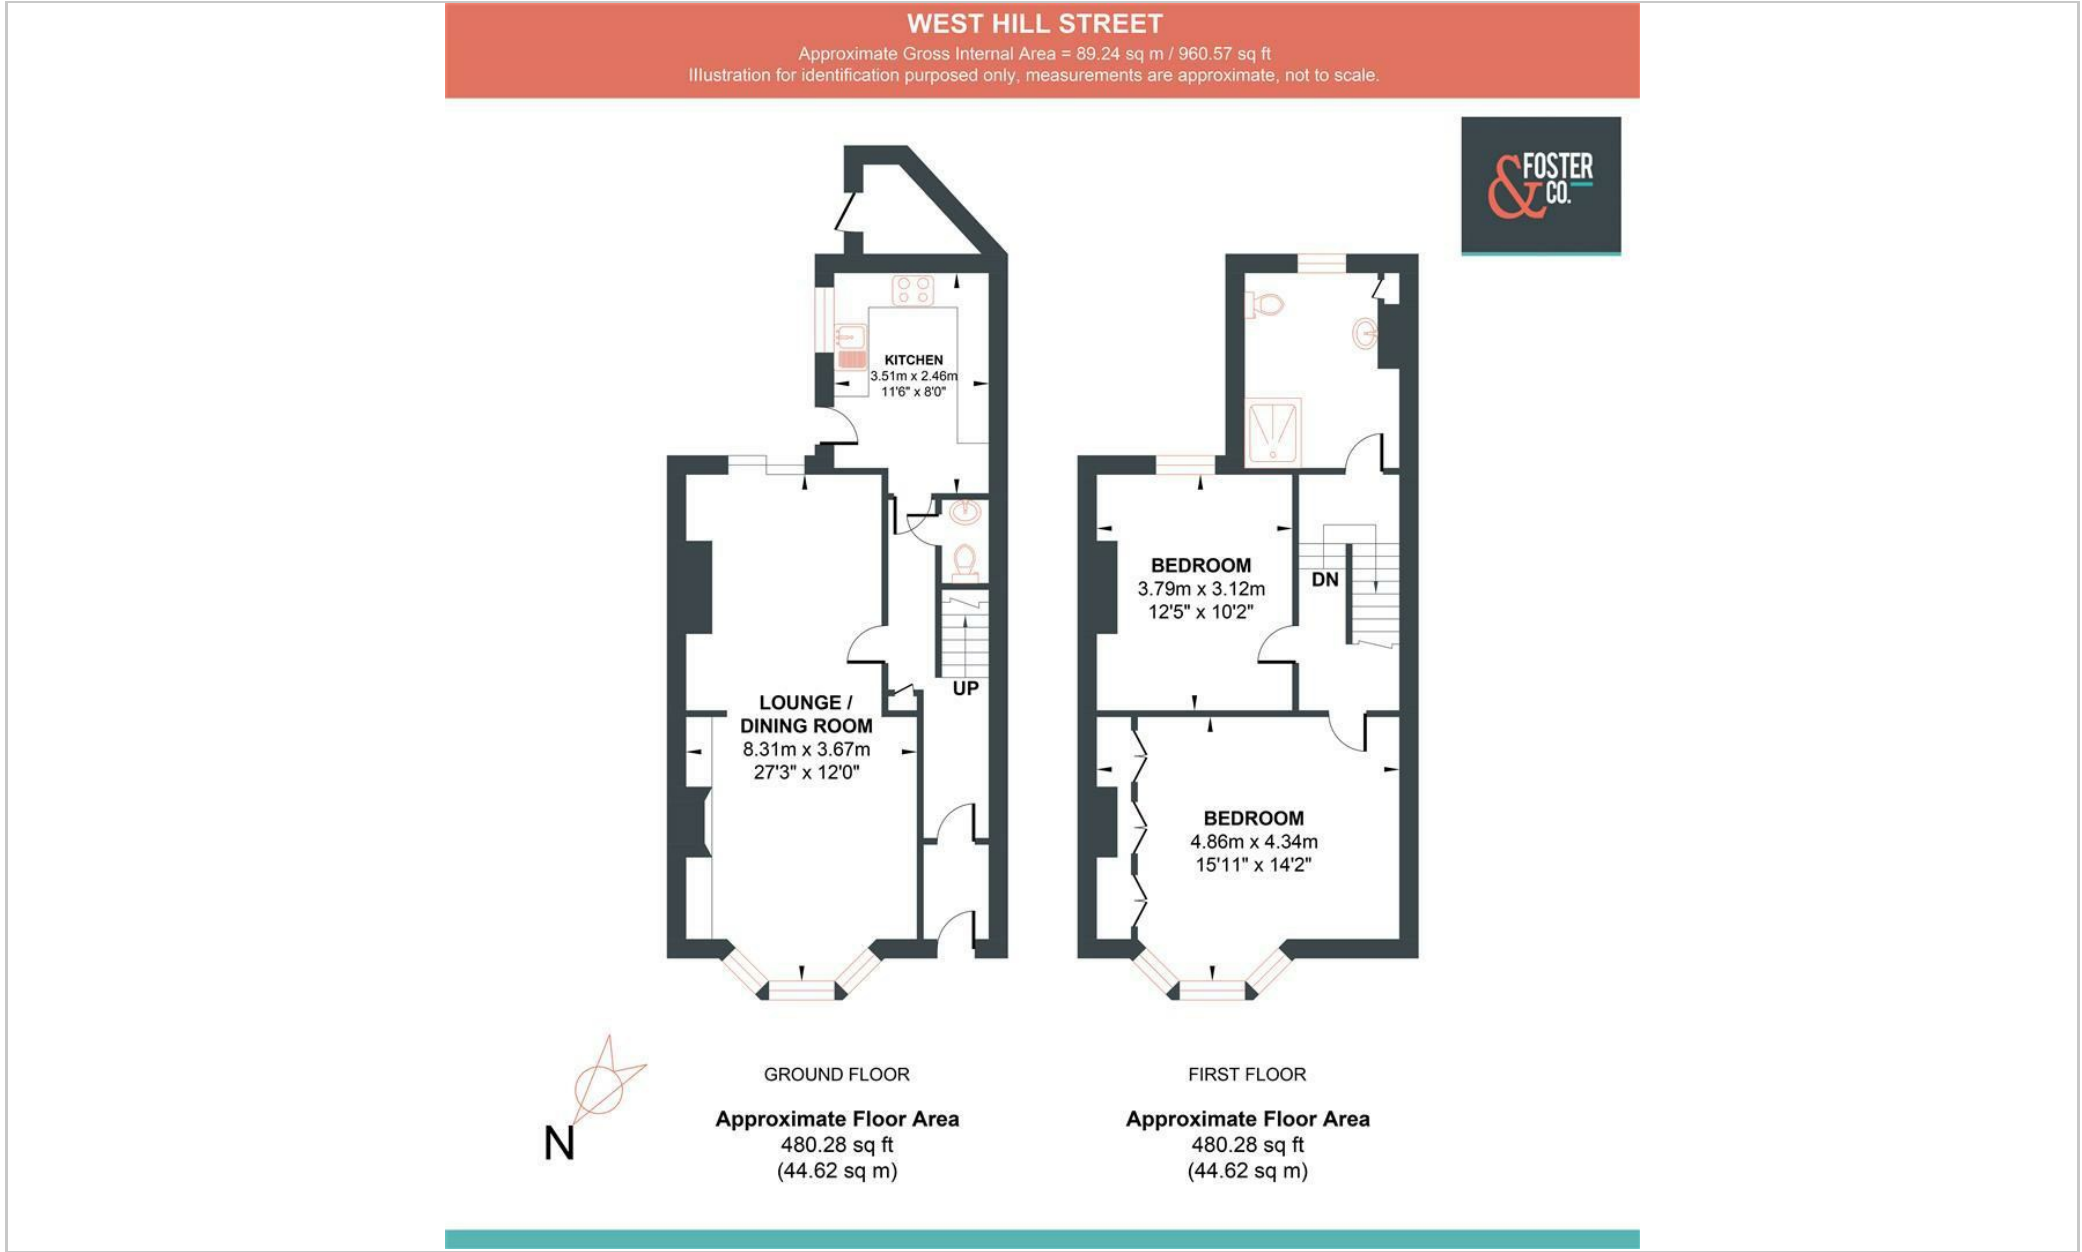 WEST HILL STREET
Approximate Gross Internal Area = 89.24 sq m / 960.57 sq ft
Illustration for identification purposed only, measurements are approximate, not to scale.
& FOSTER
CO.
KITCHEN
3.51m x 2.46m
11'6" x 8'0"
UP
LOUNGE /
DINING ROOM
8.31m x 3.67m
27'3" x 12'0"
BEDROOM
3.79m x 3.12m
12'5" x 10'2"
DN
BEDROOM
4.86m x 4.34m
15'11" x 14'2"
N
GROUND FLOOR
Approximate Floor Area
480.28 sq ft
(44.62 sq m)
FIRST FLOOR
Approximate Floor Area
480.28 sq ft
(44.62 sq m)